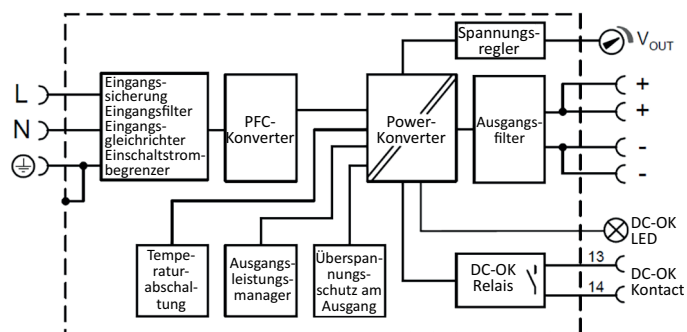 Spannungs-
regler
VOUT
L
N
Eingangs-
sicherung
Eingangsfilter
Eingangs-
gleichrichter
Einschaltstrom-
begrenzer
PFC-
Konverter
Power-
Konverter
Ausgangs-
filter
+
+
-
-
DC-OK
LED
Tempe-
ratur-
abschal-
tung
Ausgangs-
leistungs-
manager
Überspan-
nungs-
schutz am
Ausgang
DC-OK
Relais
13
14
DC-OK
Kontact